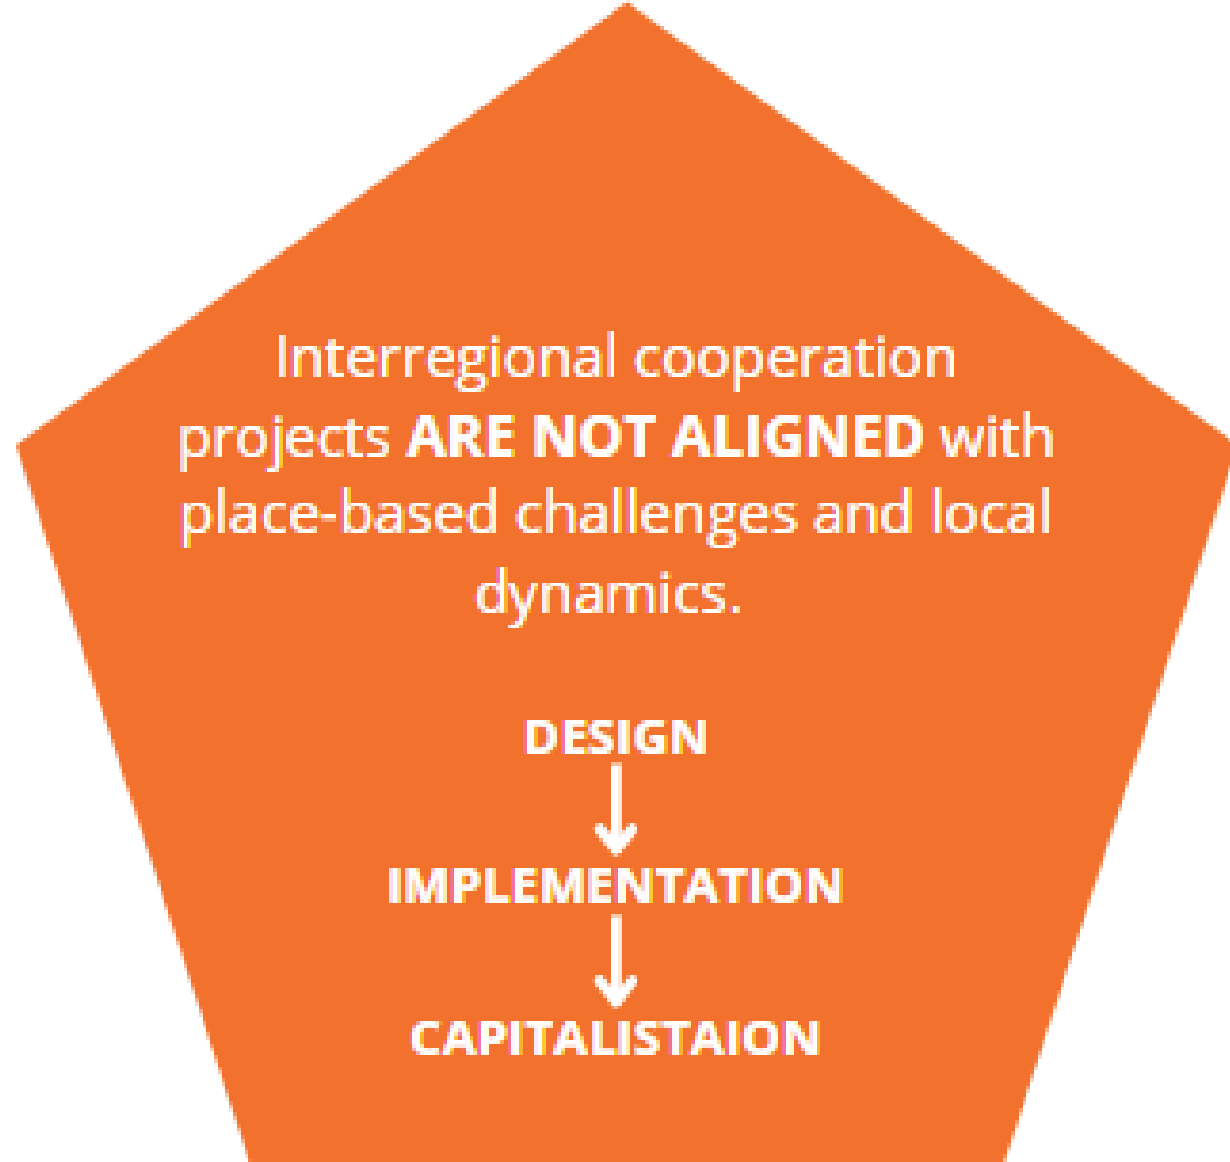 Interregional cooperation
projects ARE NOT ALIGNED with
place-based challenges and local
dynamics.
DESIGN
IMPLEMENTATION
CAPITALISTAION